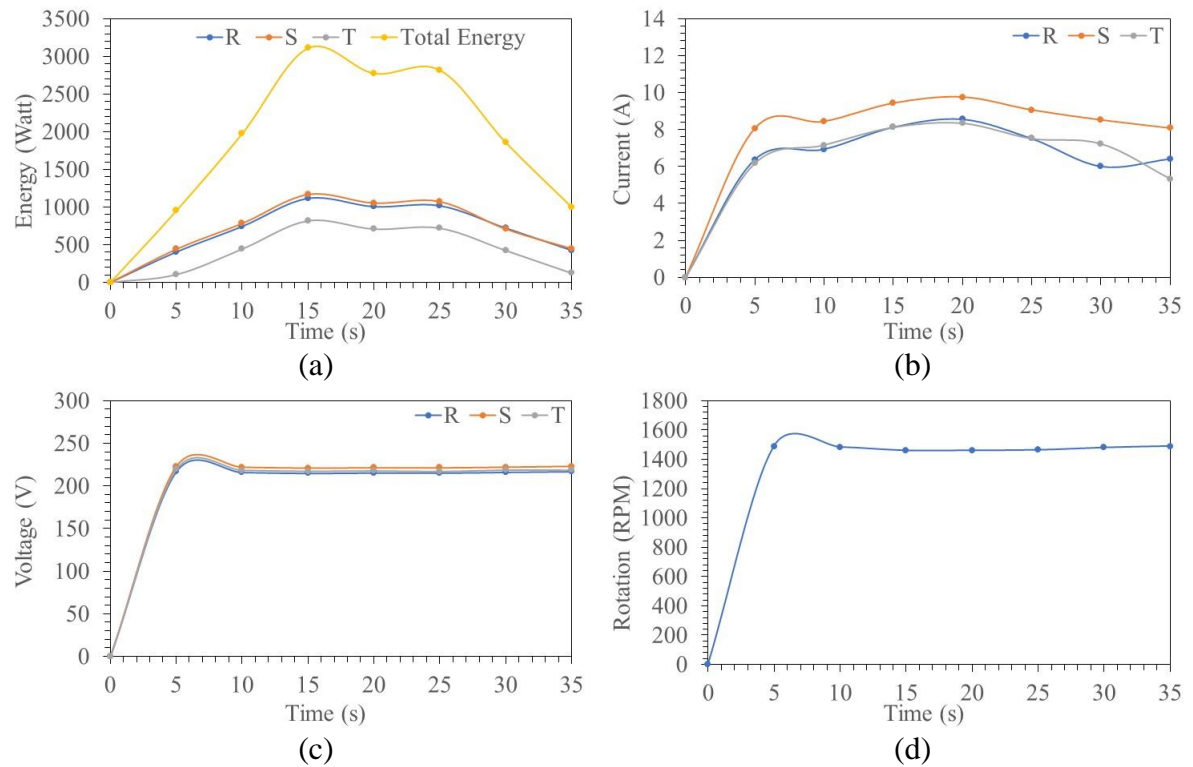 3500
3000
2500
2000
1500
1000
500
0
Energy (Watt)
R S T Total Energy
0 5 10 15 20 25 30 35
Time (s)
(a)
14
12
10
8
6
4
2
0
Current (A)
R S T
0 5 10 15 20 25 30 35
Time (s)
(b)
300
250
200
150
100
50
0
Voltage (V)
R S T
0 5 10 15 20 25 30 35
Time (s)
(c)
1800
1600
1400
1200
1000
800
600
400
200
0
Rotation (RPM)
0 5 10 15 20 25 30 35
Time (s)
(d)